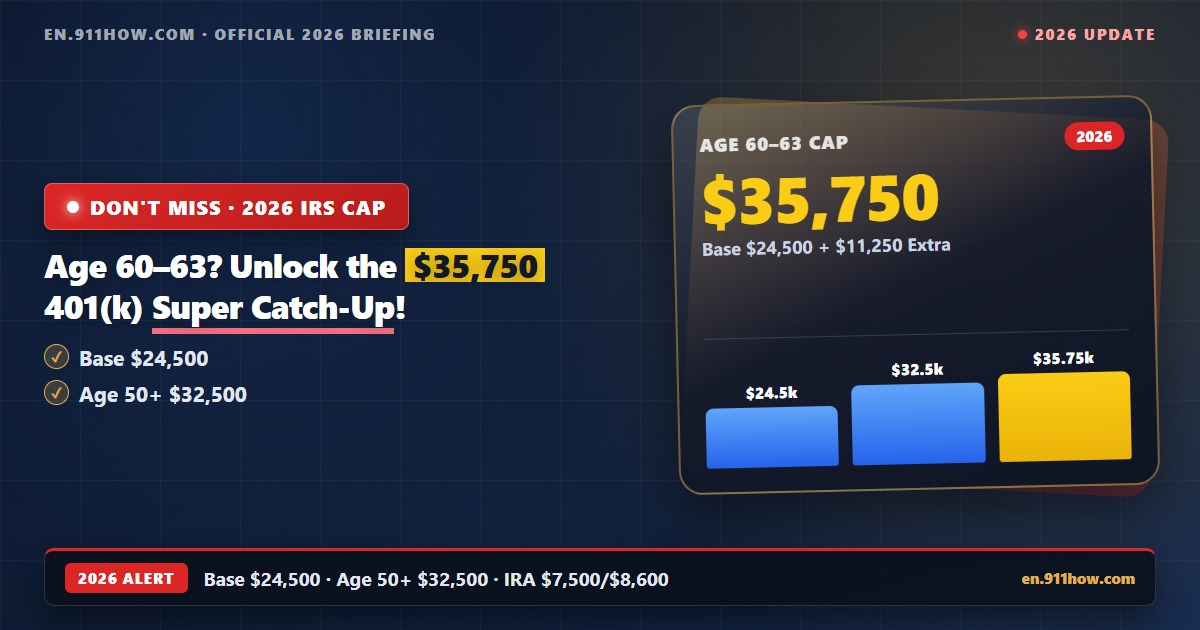 EN.911HOW.COM · OFFICIAL 2026 BRIEFING
2026 UPDATE
DON'T MISS · 2026 IRS CAP
Age 60–63? Unlock the $35,750
401(k) Super Catch-Up!
✓ Base $24,500
✓ Age 50+ $32,500
AGE 60–63 CAP
2026
$35,750
Base $24,500 + $11,250 Extra
$24.5k
$32.5k
$35.75k
2026 ALERT
Base $24,500 · Age 50+ $32,500 · IRA $7,500/$8,600
en.911how.com